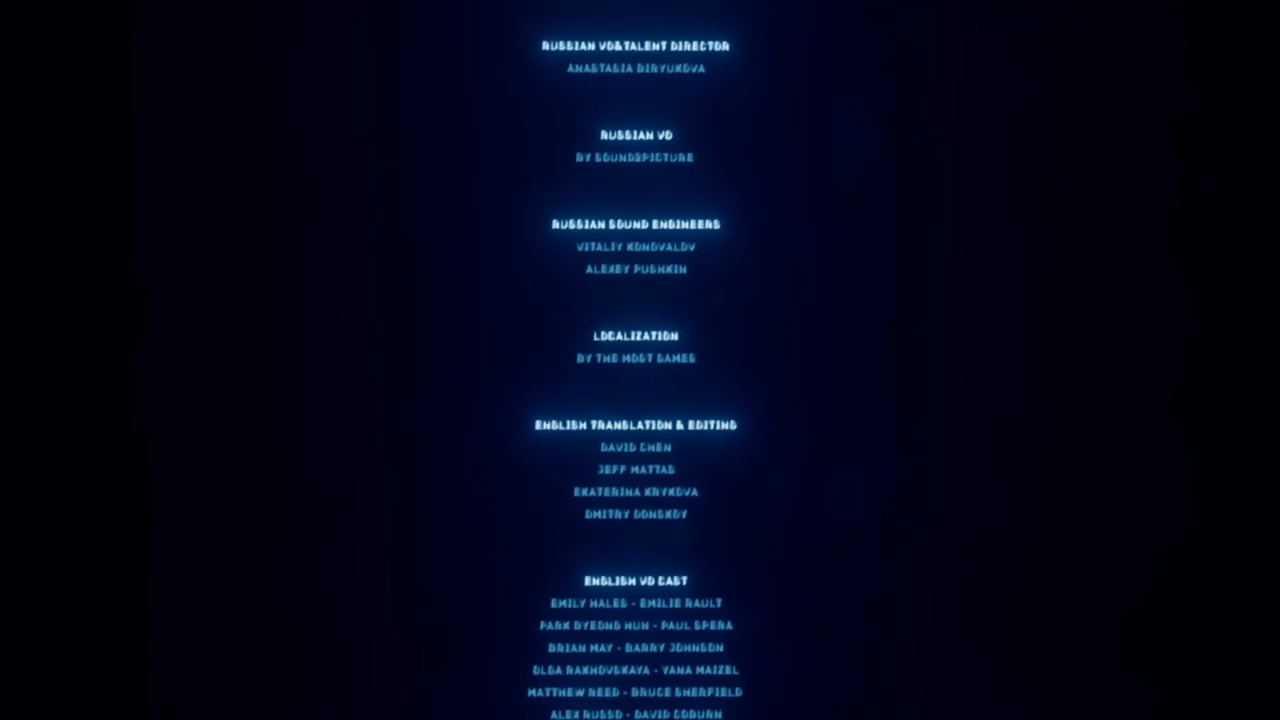 RUSSIAN VO&TALENT DIRECTOR
ANASTASIA BIRYUKOVA
RUSSIAN VO
BY SOUND2PICTURE
RUSSIAN SOUND ENGINEERS
VITALIY KONOVALOV
ALEXEY PUSHKIN
LOCALIZATION
BY THE MOST GAMES
ENGLISH TRANSLATION & EDITING
DAVID CHEN
JEFF MATTAS
EKATERINA KRYKOVA
DMITRY DONSKOY
ENGLISH VO CAST
EMILY HALES - EMILIE RAULT
PARK BYEONG HUN - PAUL SPERA
BRIAN MAY - BARRY JOHNSON
OLGA RAKHOVSKAYA - YANA MAIZEL
MATTHEW REED - BRUCE SHERFIELD
ALEX RUSSO - DAVID COBURN